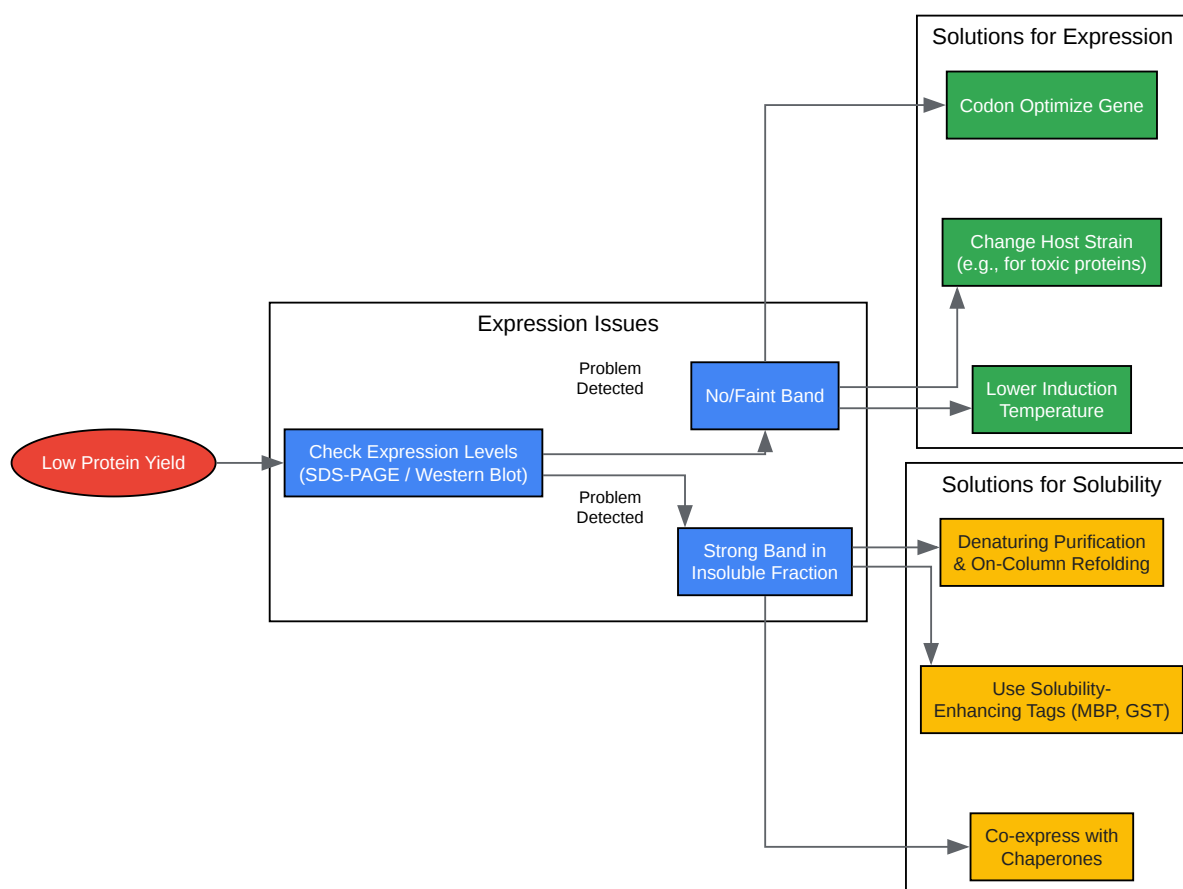 Solutions for Expression
Codon Optimize Gene
Change Host Strain
(e.g., for toxic proteins)
Expression Issues
Problem
Detected
No/Faint Band
Lower Induction
Temperature
Low Protein Yield
Check Expression Levels
(SDS-PAGE / Western Blot)
Problem
Detected
Strong Band in
Insoluble Fraction
Solutions for Solubility
Denaturing Purification
& On-Column Refolding
Use Solubility-
Enhancing Tags (MBP, GST)
Co-express with
Chaperones